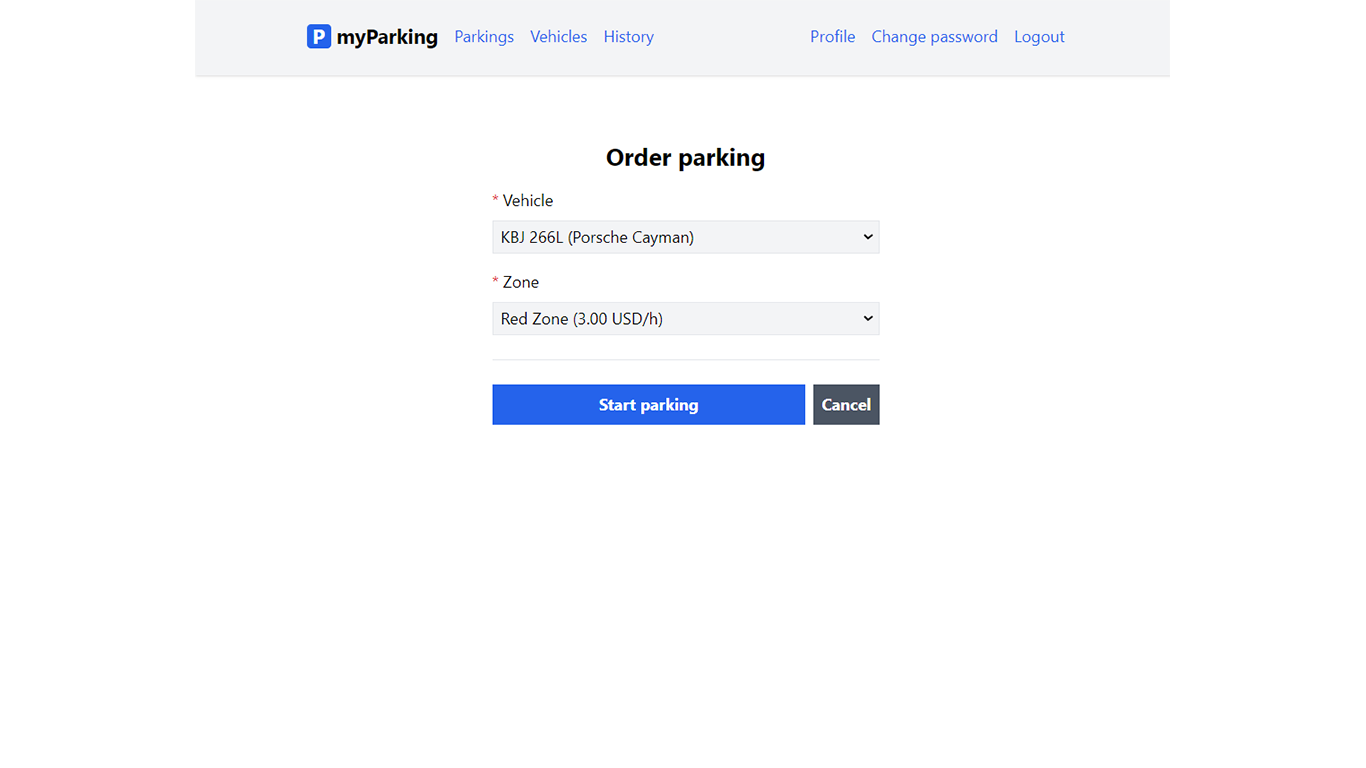 P myParking Parkings Vehicles History Profile Change password Logout
Order parking
* Vehicle
KBJ 266L (Porsche Cayman)
* Zone
Red Zone (3.00 USD/h)
Start parking Cancel